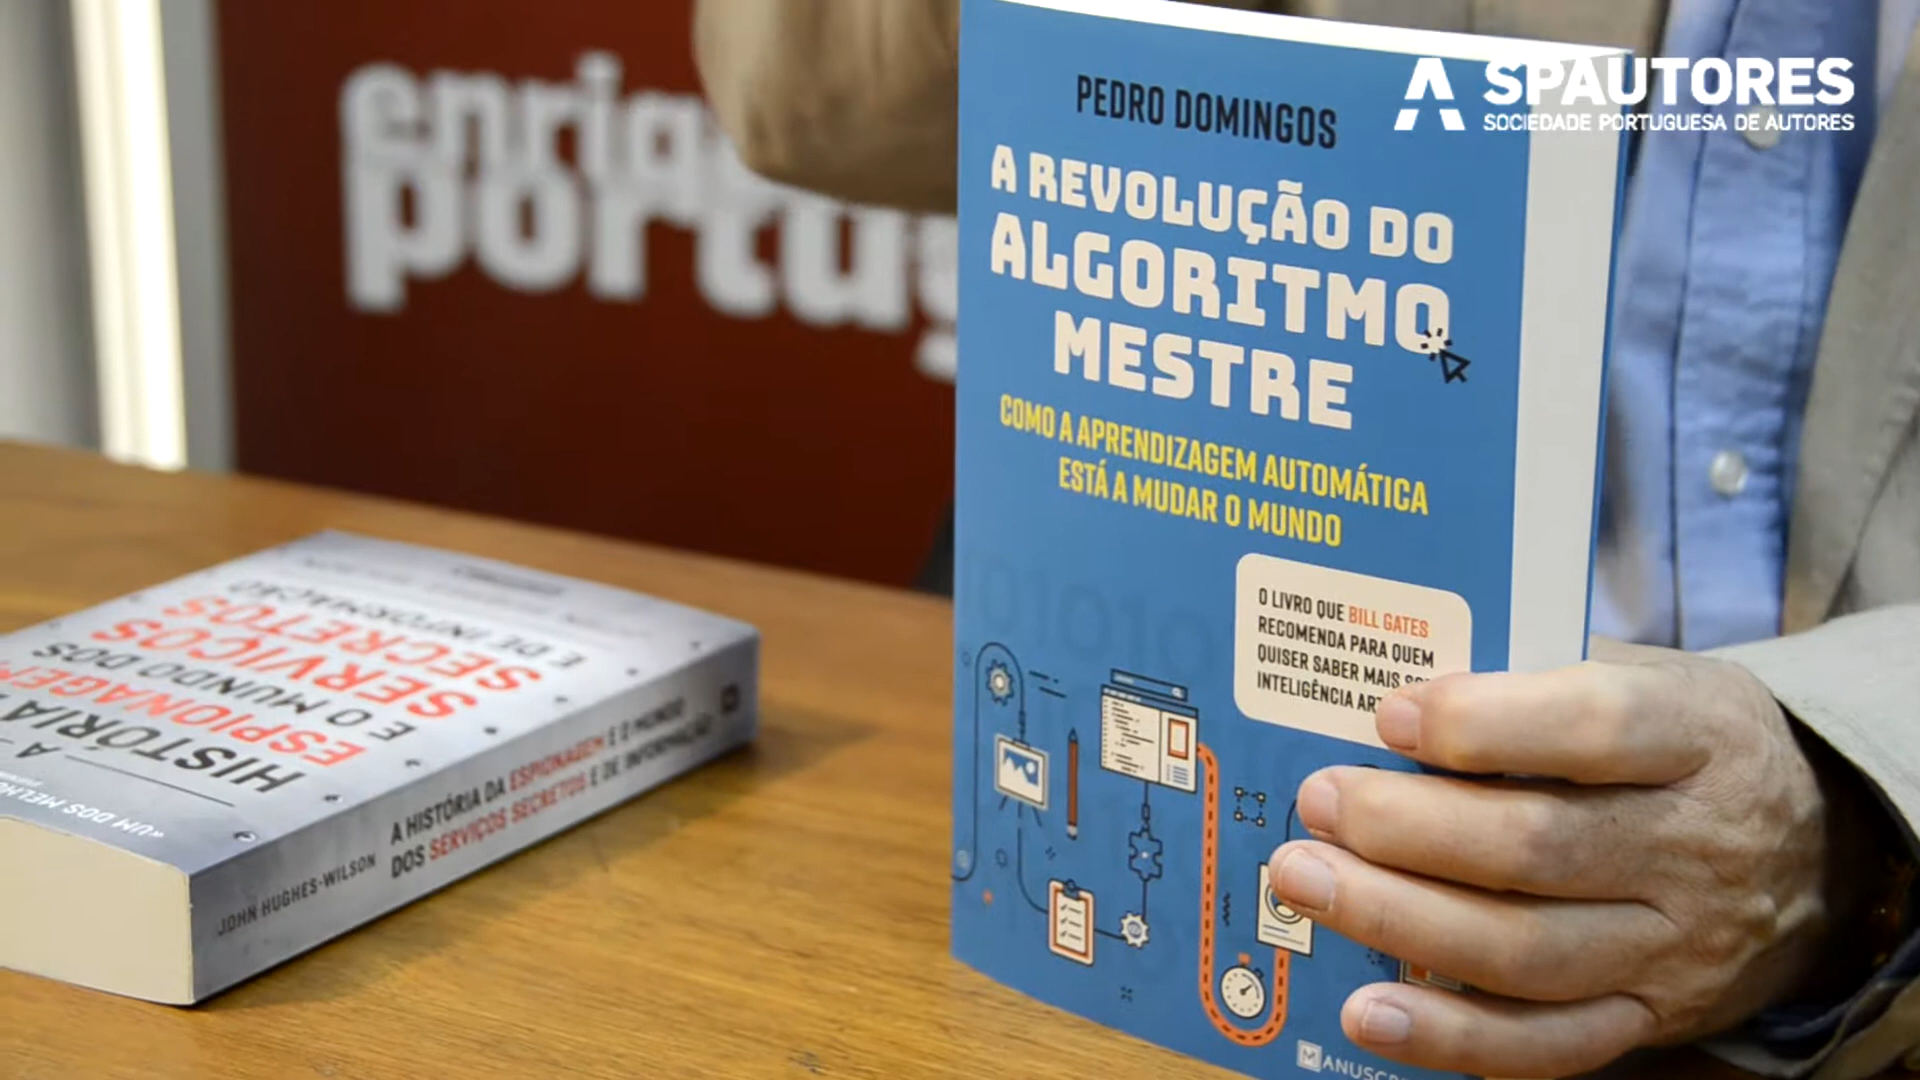 SPAUTORES
SOCIEDADE PORTUGUESA DE AUTORES
PEDRO DOMINGOS
A REVOLUÇÃO DO
ALGORITMO
MESTRE
COMO A APRENDIZAGEM AUTOMÁTICA
ESTÁ A MUDAR O MUNDO
O LIVRO QUE BILL GATES
RECOMENDA PARA QUEM
QUISER SABER MAIS
INTELIGÊNCIA
A
HISTÓRIA
ESPIONAGEM
E O MUNDO DOS
SERVIÇOS
SECRETOS
E DE INFORMAÇÃO
«UM DOS
JOHN HUGHES-WILSON
A HISTÓRIA DA ESPIONAGEM E O MUNDO
DOS SERVIÇOS SECRETOS E DE INFORMAÇÃO